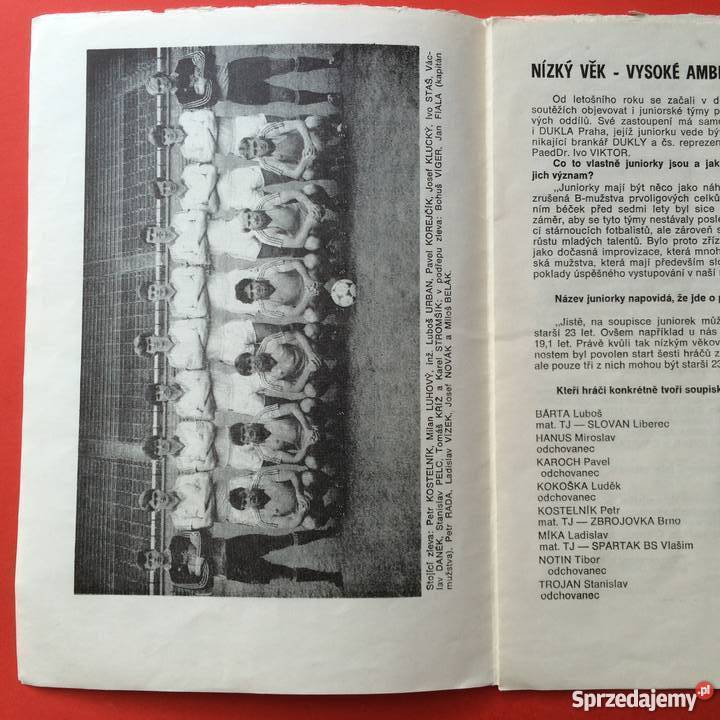 Stojící zleva: Petr KOSTELNÍK, Milan LUHOVÝ, inž. Luboš URBAN, Pavel KOREJČÍK, Josef KLUCKÝ, Ivo STAŠ, Vác-
lav DANĚK, Stanislav PELC, Tomáš KŘÍŽ a Karel STROMŠÍK; v podřepu zleva: Bohuš VÍGER, Jan FIALA (kapitán
mužstva), Petr RADA, Ladislav VÍZEK, Josef NOVÁK a Miloš BELÁK.
NÍZKÝ VĚK - VYSOKÉ AMBI
Od letošního roku se začali v d
soutěžích objevovat i juniorské týmy p
vých oddílů. Své zastoupení má sam
i DUKLA Praha, jejíž juniorku vede bý
nikající brankář DUKLY a čs. reprezen
PaedDr. Ivo VIKTOR.
Co to vlastně juniorky jsou a jak
jich význam?
„Juniorky mají být něco jako náh
zrušená B-mužstva prvoligových celků
ním béček před sedmi lety byl sice
záměr, aby se tyto týmy nestávaly posle
cí stárnoucích fotbalistů, ale zároveň s
růstu mladých talentů. Bylo proto zříz
jako dočasná improvizace, která mnoh
ská mužstva, která mají především slo
poklady úspěšného vystupování v naší n
Název juniorky napovídá, že jde o p
„Jistě, na soupisce juniorek můž
starší 23 let. Ovšem například u nás
19,1 let. Právě kvůli tak nízkým věkov
nostem byl povolen start šesti hráčů z
ale pouze tři z nich mohou být starší 23
Kteří hráči konkrétně tvoří soupisk
BÁRTA Luboš
mat. TJ — SLOVAN Liberec
HANUS Miroslav
odchovanec
KAROCH Pavel
odchovanec
KOKOŠKA Luděk
odchovanec
KOSTELNÍK Petr
mat. TJ — ZBROJOVKA Brno
MÍKA Ladislav
mat. TJ — SPARTAK BS Vlašim
NOTIN Tibor
odchovanec
TROJAN Stanislav
odchovanec
Sprzedajemy.pl